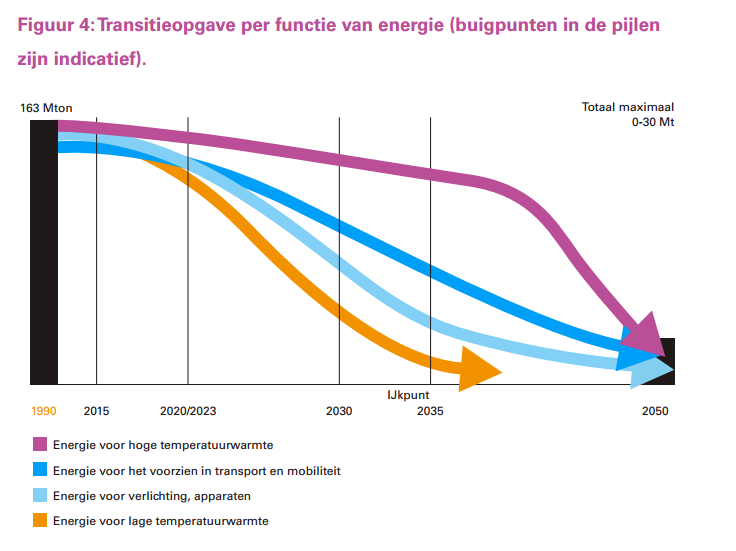 Figuur 4: Transitieopgave per functie van energie (buigpunten in de pijlen
zijn indicatief).
163 Mton
Totaal maximaal
0-30 Mt
IJkpunt
1990 2015 2020/2023 2030 2035 2050
Energie voor hoge temperatuurwarmte
Energie voor het voorzien in transport en mobiliteit
Energie voor verlichting, apparaten
Energie voor lage temperatuurwarmte